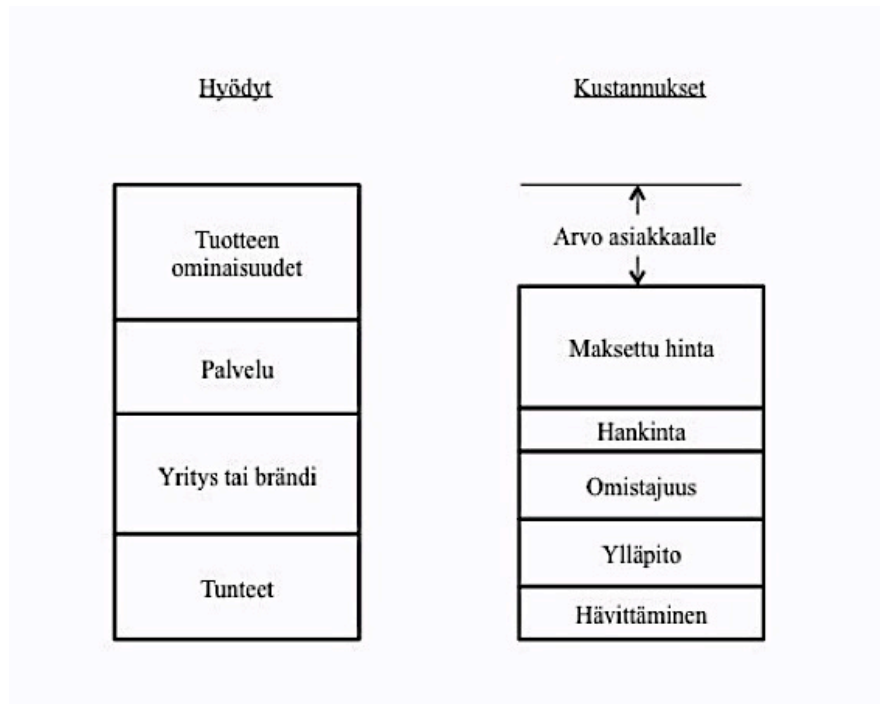 Hyödyt
Tuotteen
ominaisuudet
Palvelu
Yritys tai brändi
Tunteet
Kustannukset
Arvo asiakkaalle
Maksettu hinta
Hankinta
Omistajuus
Ylläpito
Hävittäminen